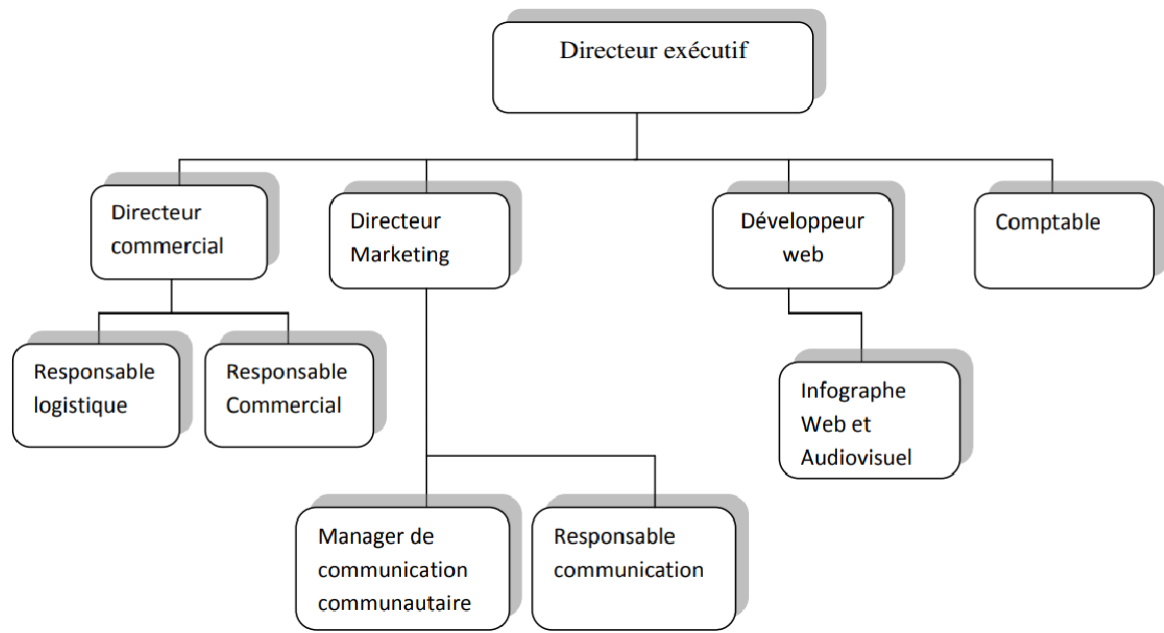 Directeur exécutif
Directeur
commercial
Directeur
Marketing
Développeur
web
Comptable
Responsable
logistique
Responsable
Commercial
Infographe
Web et
Audiovisuel
Manager de
communication
communautaire
Responsable
communication